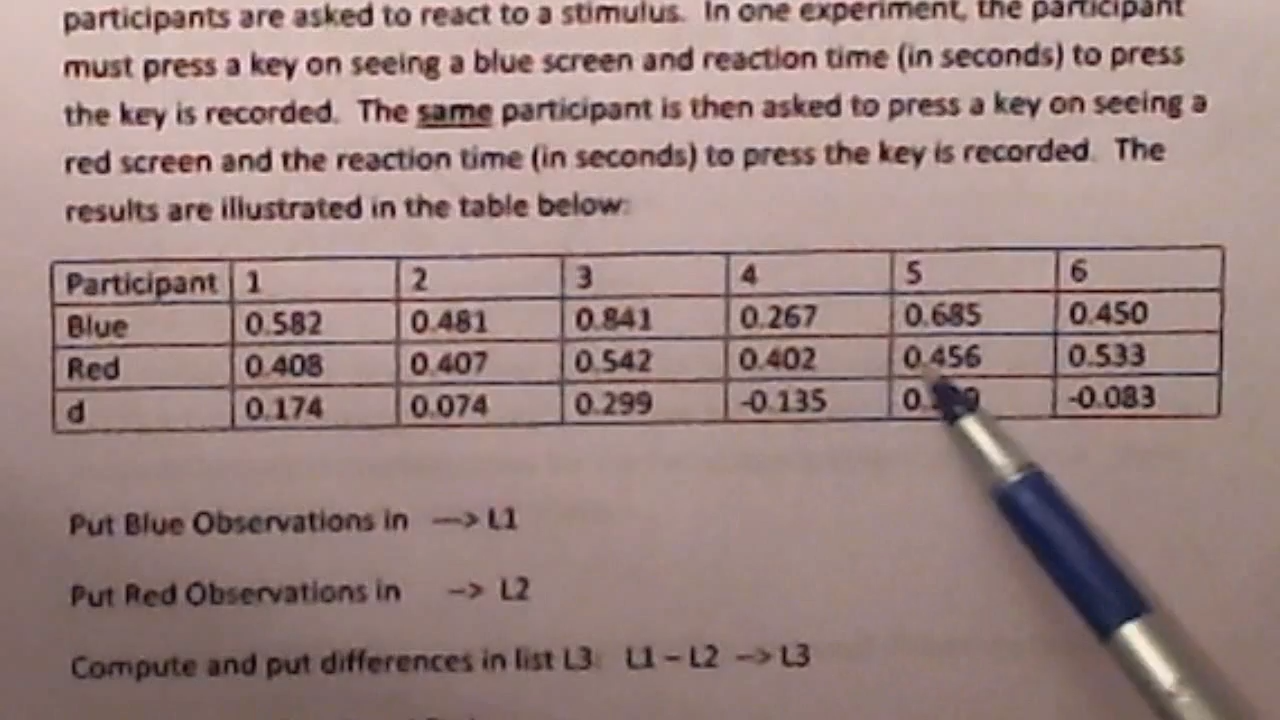 participants are asked to react to a stimulus. In one experiment, the participant
must press a key on seeing a blue screen and reaction time (in seconds) to press
the key is recorded. The same participant is then asked to press a key on seeing a
red screen and the reaction time (in seconds) to press the key is recorded. The
results are illustrated in the table below:
Participant 1 2 3 4 5 6
Blue 0.582 0.481 0.841 0.267 0.685 0.450
Red 0.408 0.407 0.542 0.402 0.456 0.533
d 0.174 0.074 0.299 -0.135 -0.083
Put Blue Observations in —> L1
Put Red Observations in –> L2
Compute and put differences in list L3: L1 – L2 –> L3